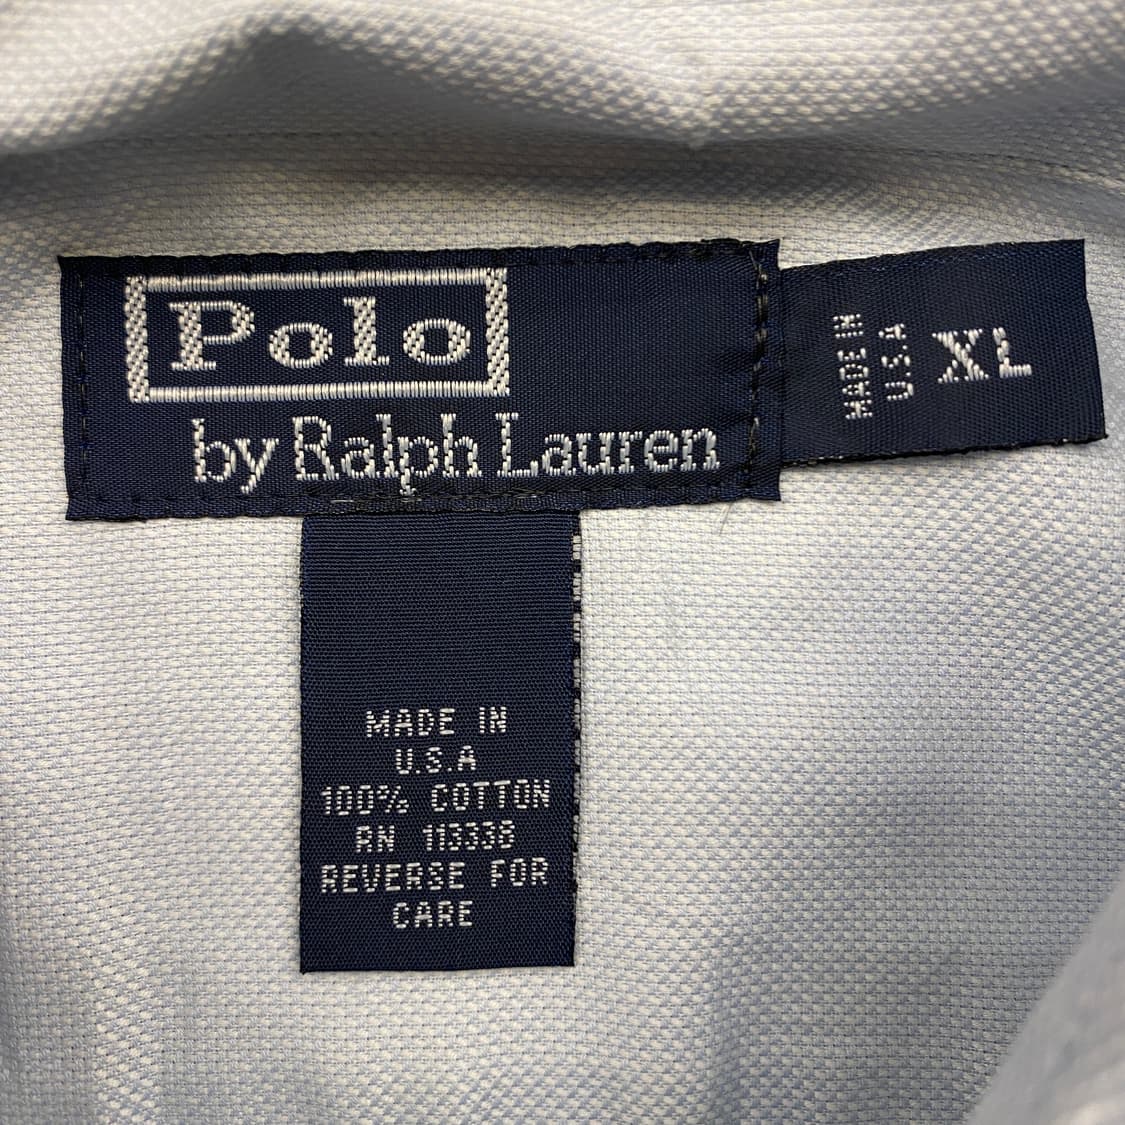 Polo
by Ralph Lauren
MADE IN
U.S.A
XL
MADE IN
U.S.A
100% COTTON
RN 113338
REVERSE FOR
CARE